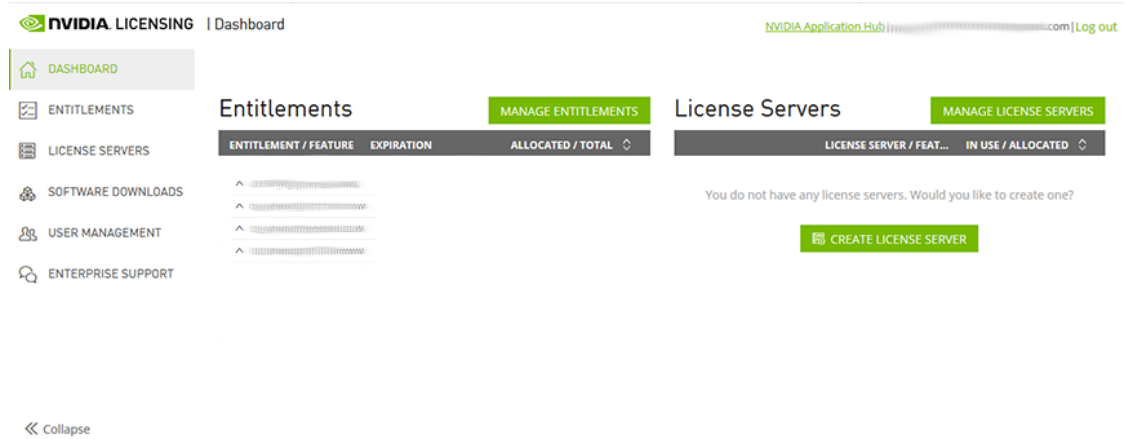 NVIDIA. LICENSING | Dashboard
NVIDIA Application Hub | .com | Log out
DASHBOARD
ENTITLEMENTS
LICENSE SERVERS
SOFTWARE DOWNLOADS
USER MANAGEMENT
ENTERPRISE SUPPORT
Collapse
Entitlements
MANAGE ENTITLEMENTS
ENTITLEMENT / FEATURE EXPIRATION ALLOCATED / TOTAL
License Servers
MANAGE LICENSE SERVERS
LICENSE SERVER / FEAT... IN USE / ALLOCATED
You do not have any license servers. Would you like to create one?
CREATE LICENSE SERVER